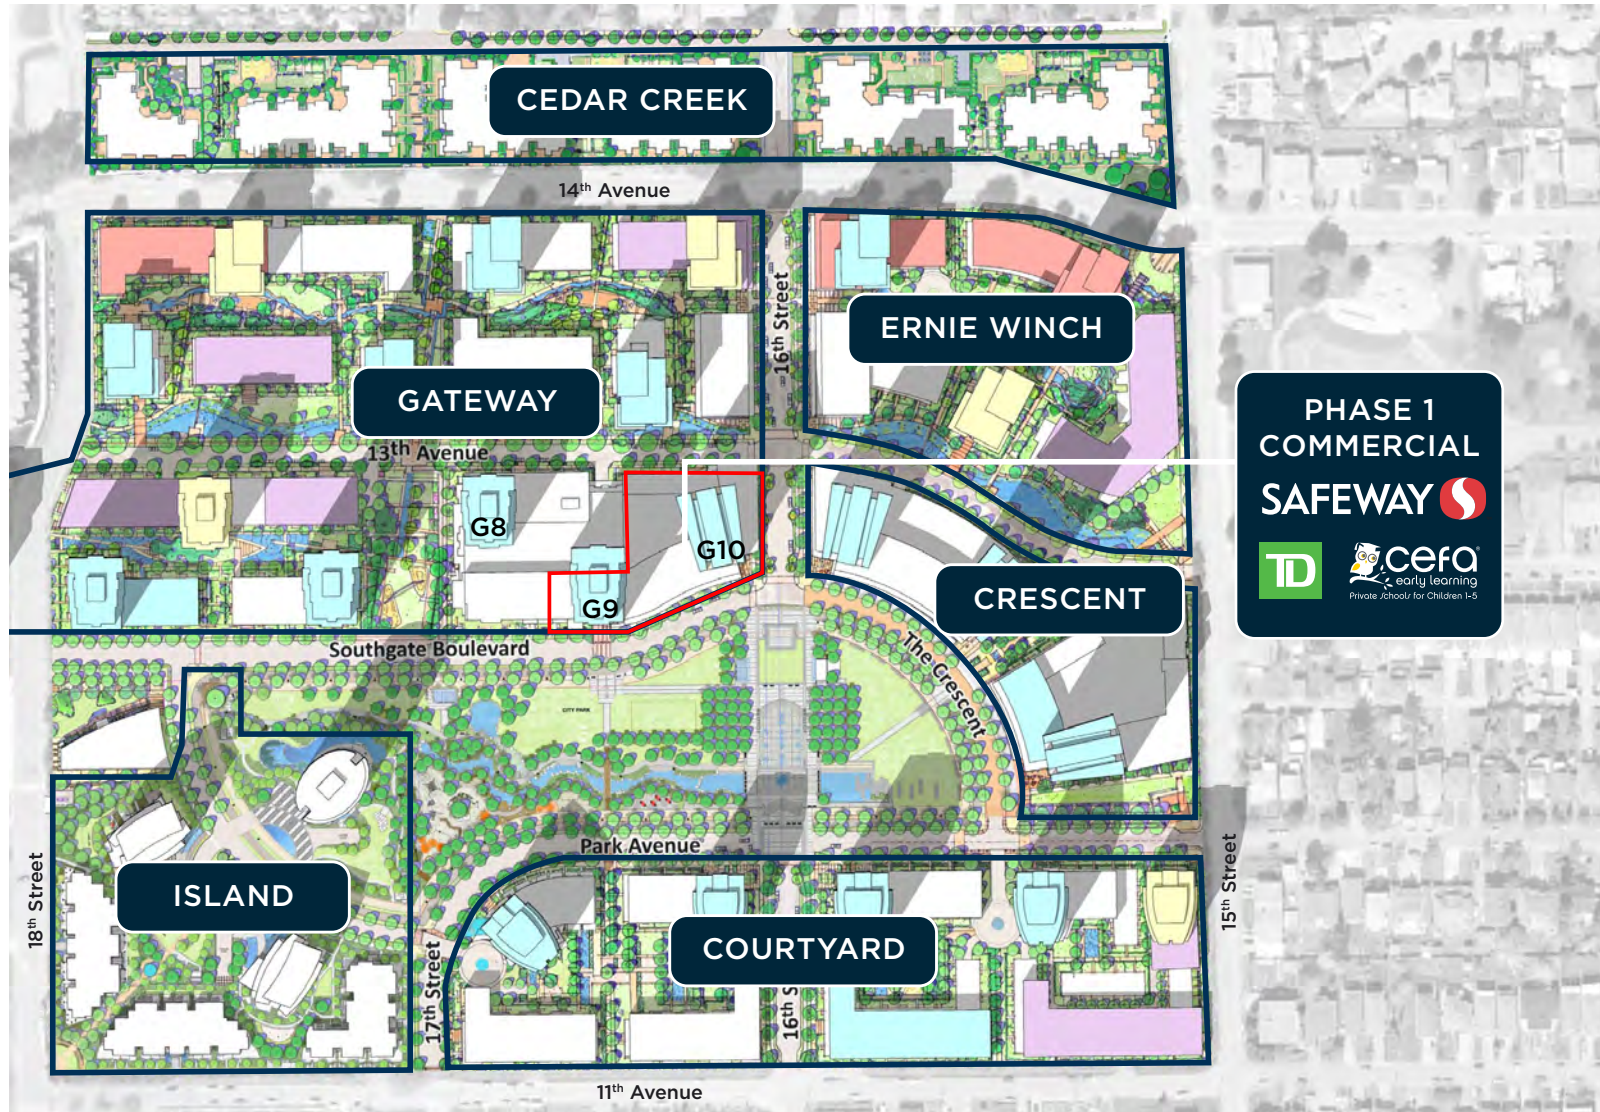 CEDAR CREEK
14th Avenue
16th Street
ERNIE WINCH
GATEWAY
13th Avenue
PHASE 1
COMMERCIAL
SAFEWAY
TD
cefa
early learning
Private Schools for Children 1-5
G8
G10
G9
CRESCENT
Southgate Boulevard
The Crescent
CITY PARK
Park Avenue
18th Street
ISLAND
15th Street
COURTYARD
17th Street
16th S
11th Avenue